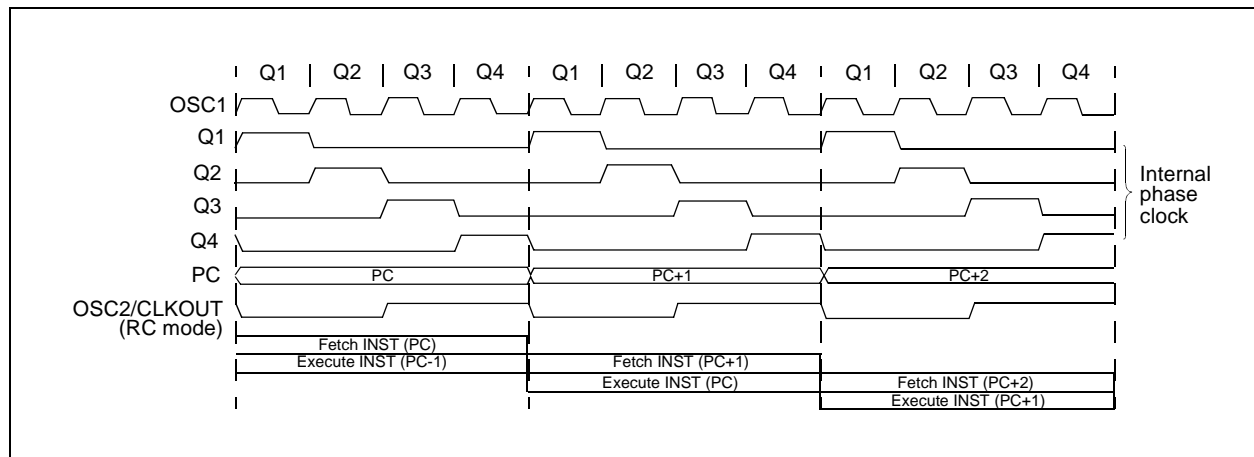 Q1 Q2 Q3 Q4 Q1 Q2 Q3 Q4 Q1 Q2 Q3 Q4
OSC1
Q1
Q2
Q3
Q4
Internal
phase
clock
PC PC PC+1 PC+2
OSC2/CLKOUT
(RC mode)
Fetch INST (PC)
Execute INST (PC-1) Fetch INST (PC+1)
Execute INST (PC) Fetch INST (PC+2)
Execute INST (PC+1)